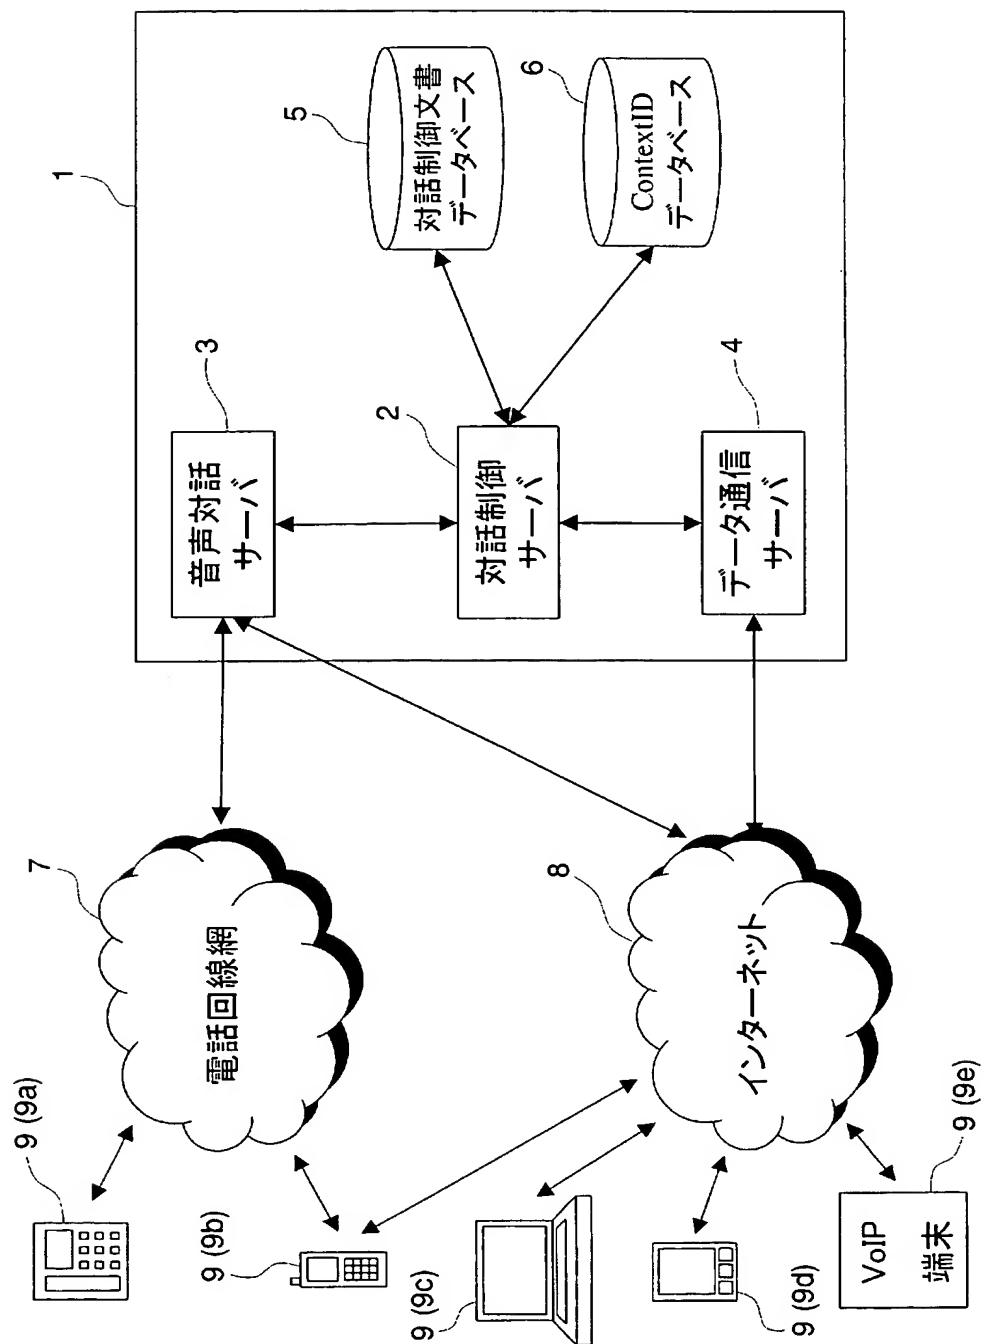 1
音声対話
サーバ
3
対話制御
サーバ
2
データ通信
サーバ
4
対話制御文書
データベース
5
ContextID
データベース
6
電話回線網
7
インターネット
8
9 (9a)
9 (9b)
9 (9c)
9 (9d)
VoIP
端末
9 (9e)